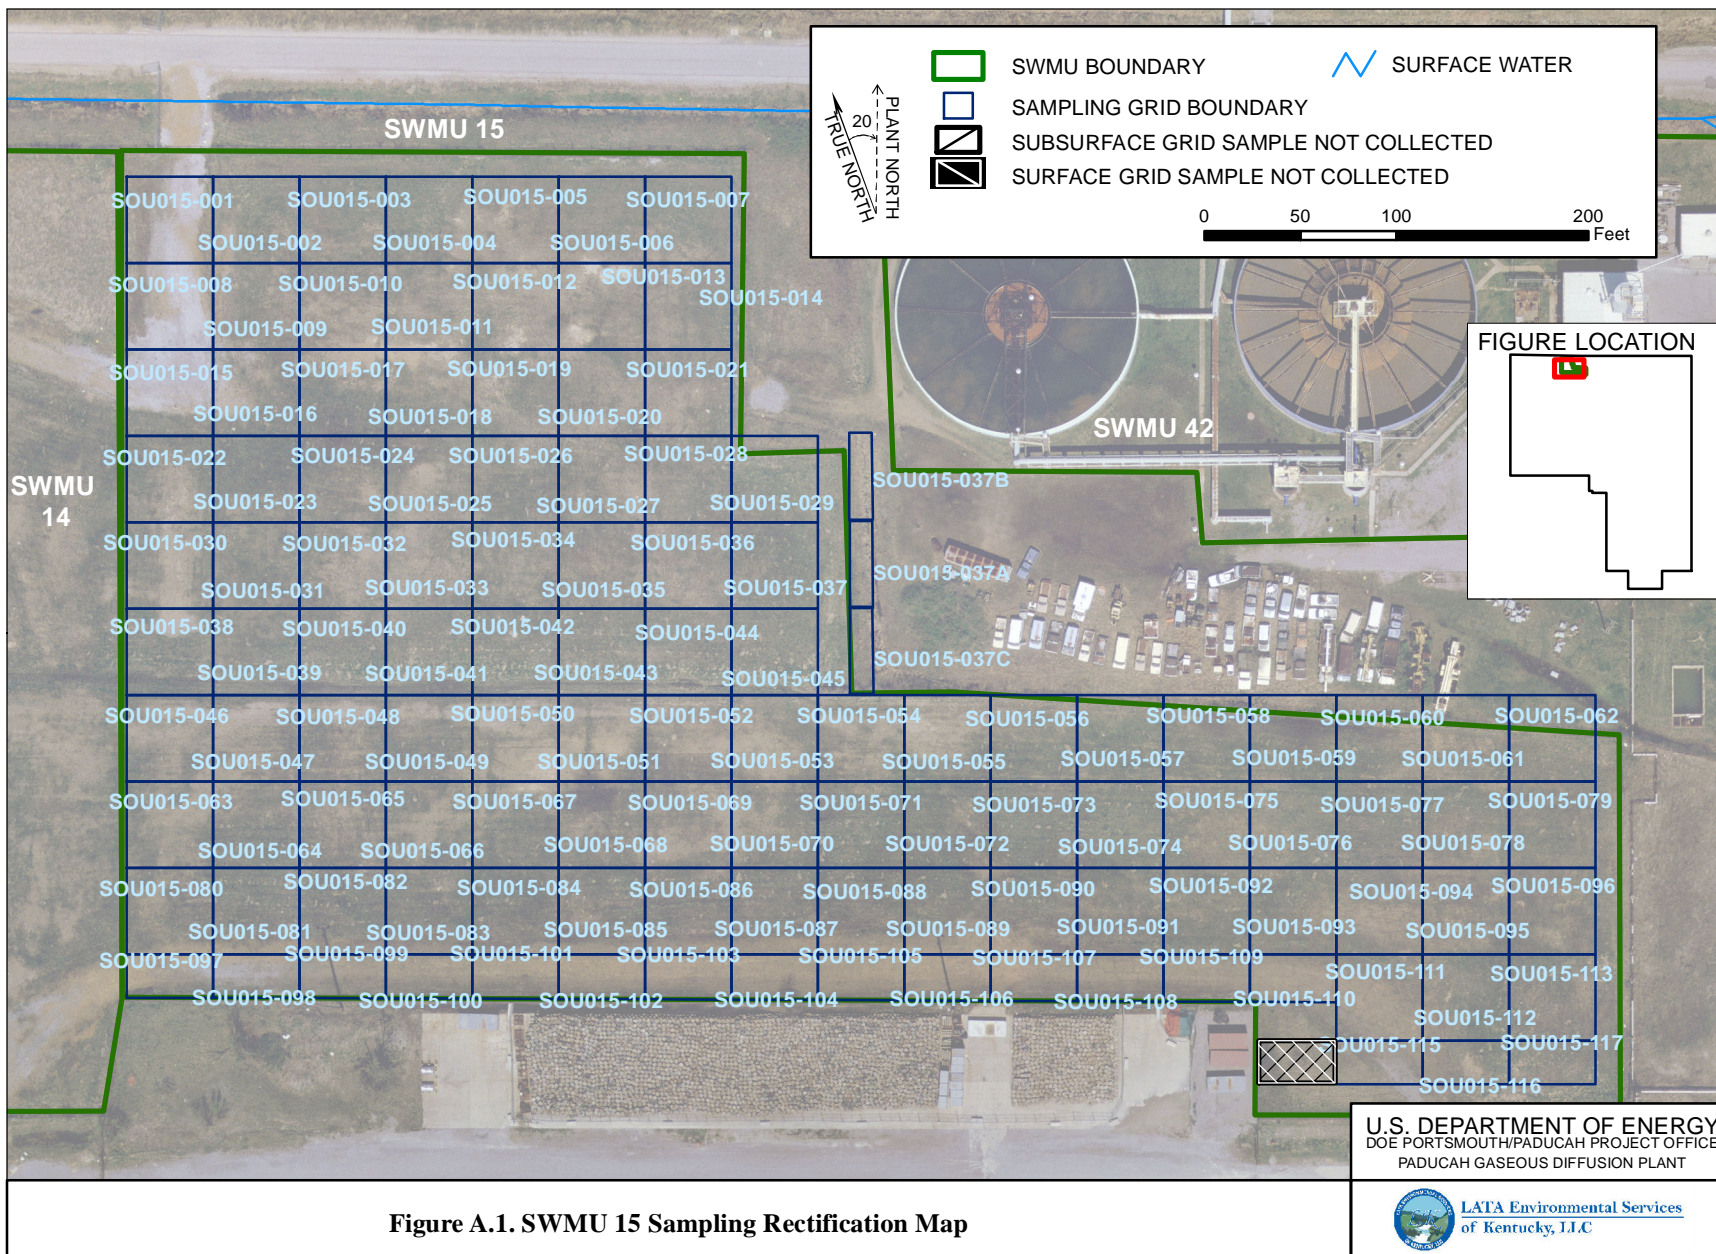 SWMU BOUNDARY
SURFACE WATER
SAMPLING GRID BOUNDARY
SUBSURFACE GRID SAMPLE NOT COLLECTED
SURFACE GRID SAMPLE NOT COLLECTED
20
TRUE NORTH
PLANT NORTH
0 50 100 200
Feet
SWMU 15
SOU015-001 SOU015-003 SOU015-005 SOU015-007
SOU015-002 SOU015-004 SOU015-006
SOU015-008 SOU015-010 SOU015-012 SOU015-013
SOU015-014
SOU015-009 SOU015-011
FIGURE LOCATION
SOU015-015 SOU015-017 SOU015-019 SOU015-021
SOU015-016 SOU015-018 SOU015-020
SWMU 42
SOU015-022 SOU015-024 SOU015-026 SOU015-028
SOU015-037B
SWMU
14
SOU015-023 SOU015-025 SOU015-027 SOU015-029
SOU015-030 SOU015-032 SOU015-034 SOU015-036
SOU015-037A
SOU015-031 SOU015-033 SOU015-035 SOU015-037
SOU015-038 SOU015-040 SOU015-042 SOU015-044
SOU015-037C
SOU015-039 SOU015-041 SOU015-043 SOU015-045
SOU015-046 SOU015-048 SOU015-050 SOU015-052 SOU015-054 SOU015-056 SOU015-058 SOU015-060 SOU015-062
SOU015-047 SOU015-049 SOU015-051 SOU015-053 SOU015-055 SOU015-057 SOU015-059 SOU015-061
SOU015-063 SOU015-065 SOU015-067 SOU015-069 SOU015-071 SOU015-073 SOU015-075 SOU015-077 SOU015-079
SOU015-064 SOU015-066 SOU015-068 SOU015-070 SOU015-072 SOU015-074 SOU015-076 SOU015-078
SOU015-080 SOU015-082 SOU015-084 SOU015-086 SOU015-088 SOU015-090 SOU015-092 SOU015-094 SOU015-096
SOU015-081 SOU015-083 SOU015-085 SOU015-087 SOU015-089 SOU015-091 SOU015-093 SOU015-095
SOU015-097 SOU015-099 SOU015-101 SOU015-103 SOU015-105 SOU015-107 SOU015-109 SOU015-111 SOU015-113
SOU015-098 SOU015-100 SOU015-102 SOU015-104 SOU015-106 SOU015-108 SOU015-110
SOU015-112
SOU015-115 SOU015-117
SOU015-116
U.S. DEPARTMENT OF ENERGY
DOE PORTSMOUTH/PADUCAH PROJECT OFFICE
PADUCAH GASEOUS DIFFUSION PLANT
Figure A.1. SWMU 15 Sampling Rectification Map
LATA Environmental Services
of Kentucky, LLC